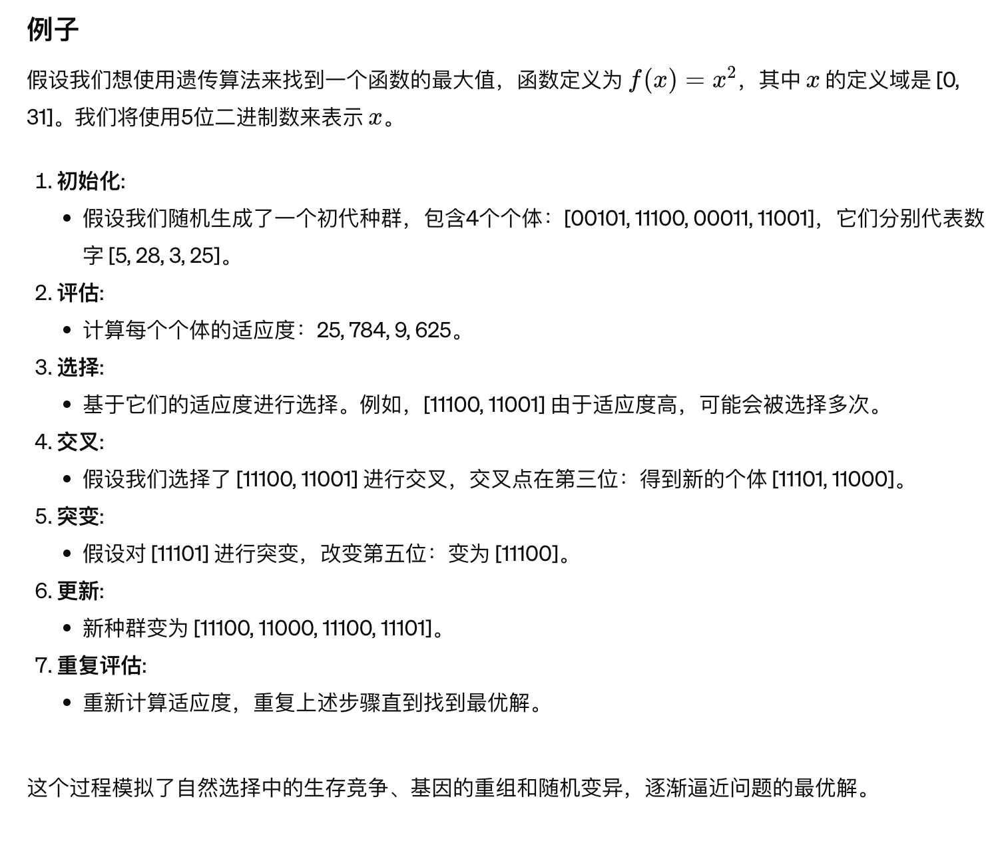 例子
假设我们想使用遗传算法来找到一个函数的最大值，函数定义为 f(x) = x²，其中 x 的定义域是 [0,
31]。我们将使用5位二进制数来表示 x。
1. 初始化:
• 假设我们随机生成了一个初代种群，包含4个个体：[00101, 11100, 00011, 11001]，它们分别代表数
字 [5, 28, 3, 25]。
2. 评估:
• 计算每个个体的适应度：25, 784, 9, 625。
3. 选择:
• 基于它们的适应度进行选择。例如，[11100, 11001] 由于适应度高，可能会被选择多次。
4. 交叉:
• 假设我们选择了 [11100, 11001] 进行交叉，交叉点在第三位：得到新的个体 [11101, 11000]。
5. 突变:
• 假设对 [11101] 进行突变，改变第五位：变为 [11100]。
6. 更新:
• 新种群变为 [11100, 11000, 11100, 11101]。
7. 重复评估:
• 重新计算适应度，重复上述步骤直到找到最优解。
这个过程模拟了自然选择中的生存竞争、基因的重组和随机变异，逐渐逼近问题的最优解。